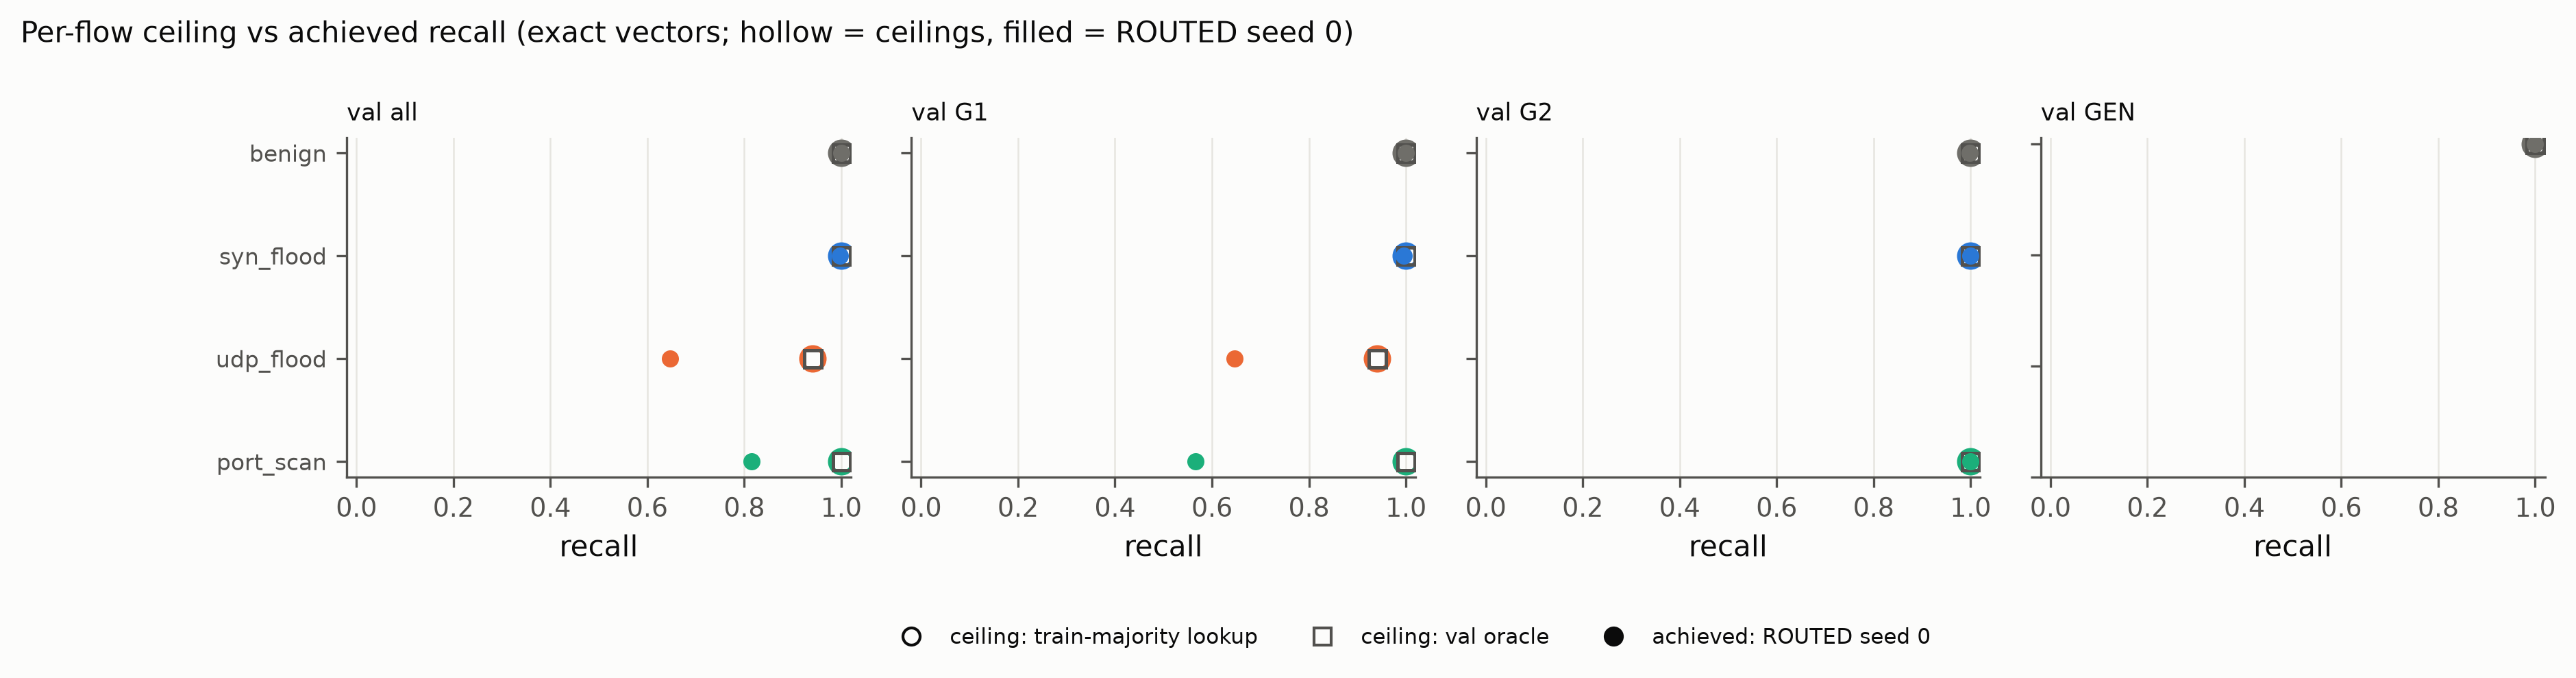 Per-flow ceiling vs achieved recall (exact vectors; hollow = ceilings, filled = ROUTED seed 0)
val all
val G1
val G2
val GEN
benign
syn_flood
udp_flood
port_scan
0.0 0.2 0.4 0.6 0.8 1.0
0.0 0.2 0.4 0.6 0.8 1.0
0.0 0.2 0.4 0.6 0.8 1.0
0.0 0.2 0.4 0.6 0.8 1.0
recall
recall
recall
recall
ceiling: train-majority lookup
ceiling: val oracle
achieved: ROUTED seed 0